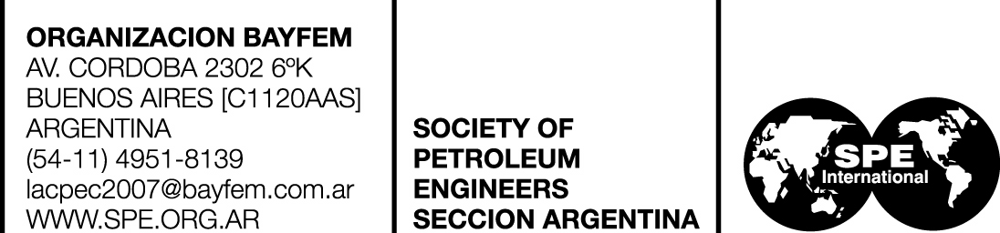 ORGANIZACION BAYFEM
AV. CORDOBA 2302 6ºK
BUENOS AIRES [C1120AAS]
ARGENTINA
(54-11) 4951-8139
lacpec2007@bayfem.com.ar
WWW.SPE.ORG.AR
SOCIETY OF
PETROLEUM
ENGINEERS
SECCION ARGENTINA
SPE
International